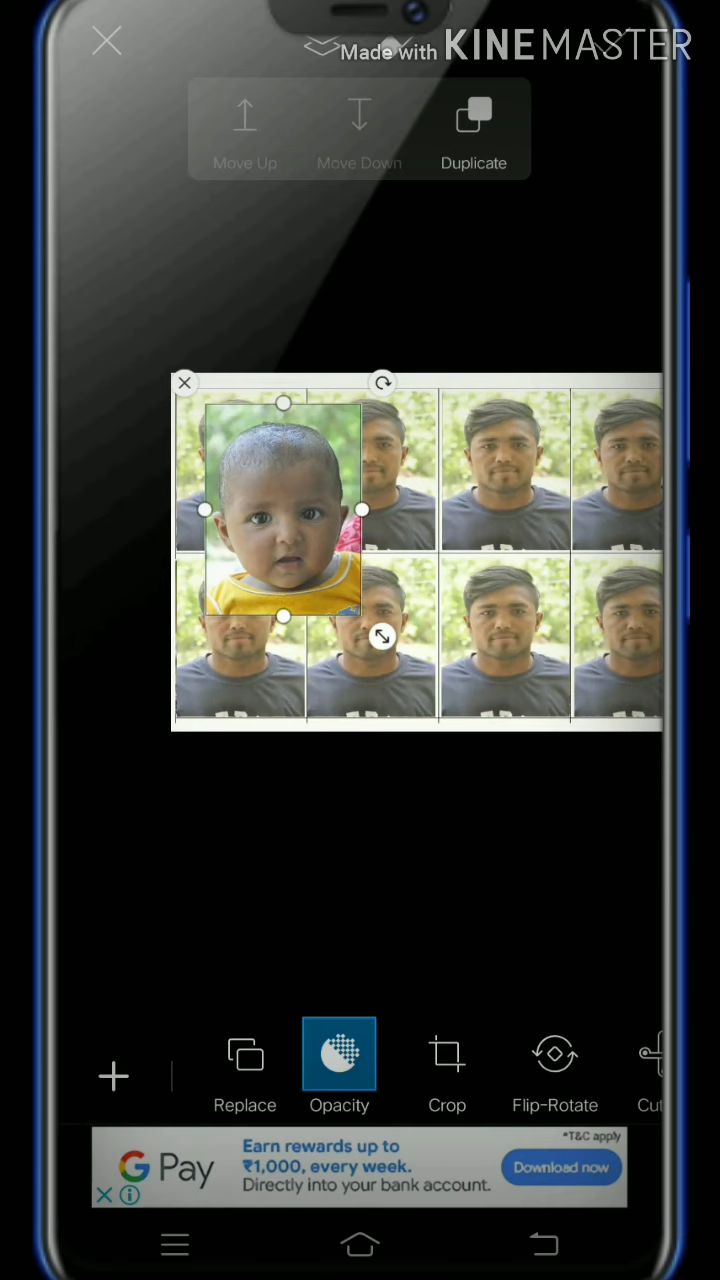 Made with KINEMASTER
Move Up Move Down Duplicate
Replace Opacity Crop Flip-Rotate Cut
*T&C apply
G Pay
Earn rewards up to
₹1,000, every week.
Directly into your bank account.
Download now